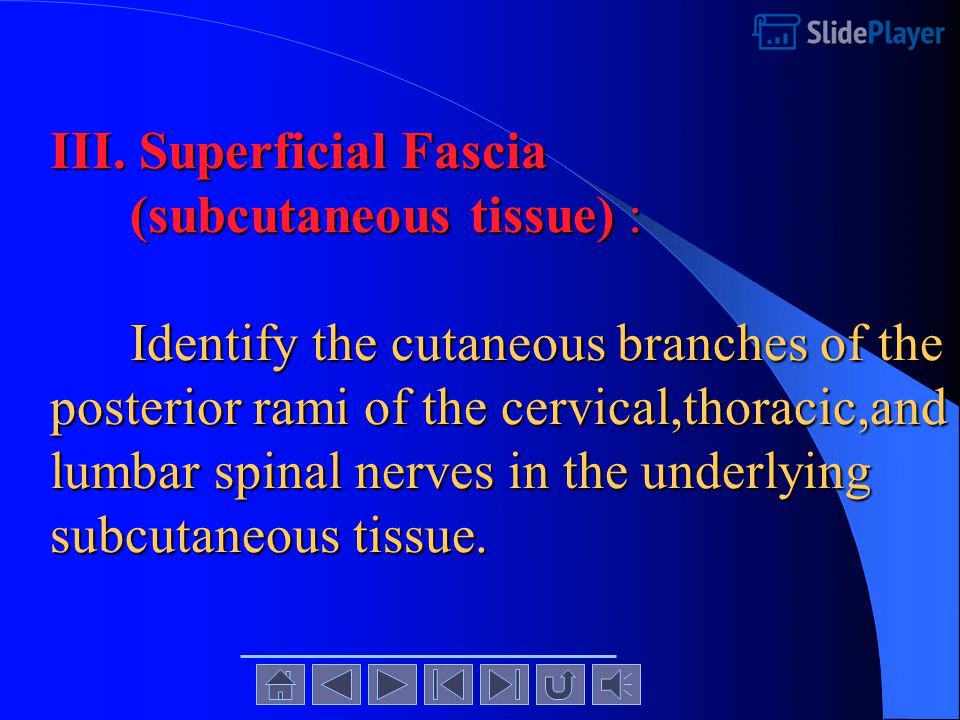 SlidePlayer
III. Superficial Fascia
(subcutaneous tissue) :
Identify the cutaneous branches of the
posterior rami of the cervical,thoracic,and
lumbar spinal nerves in the underlying
subcutaneous tissue.